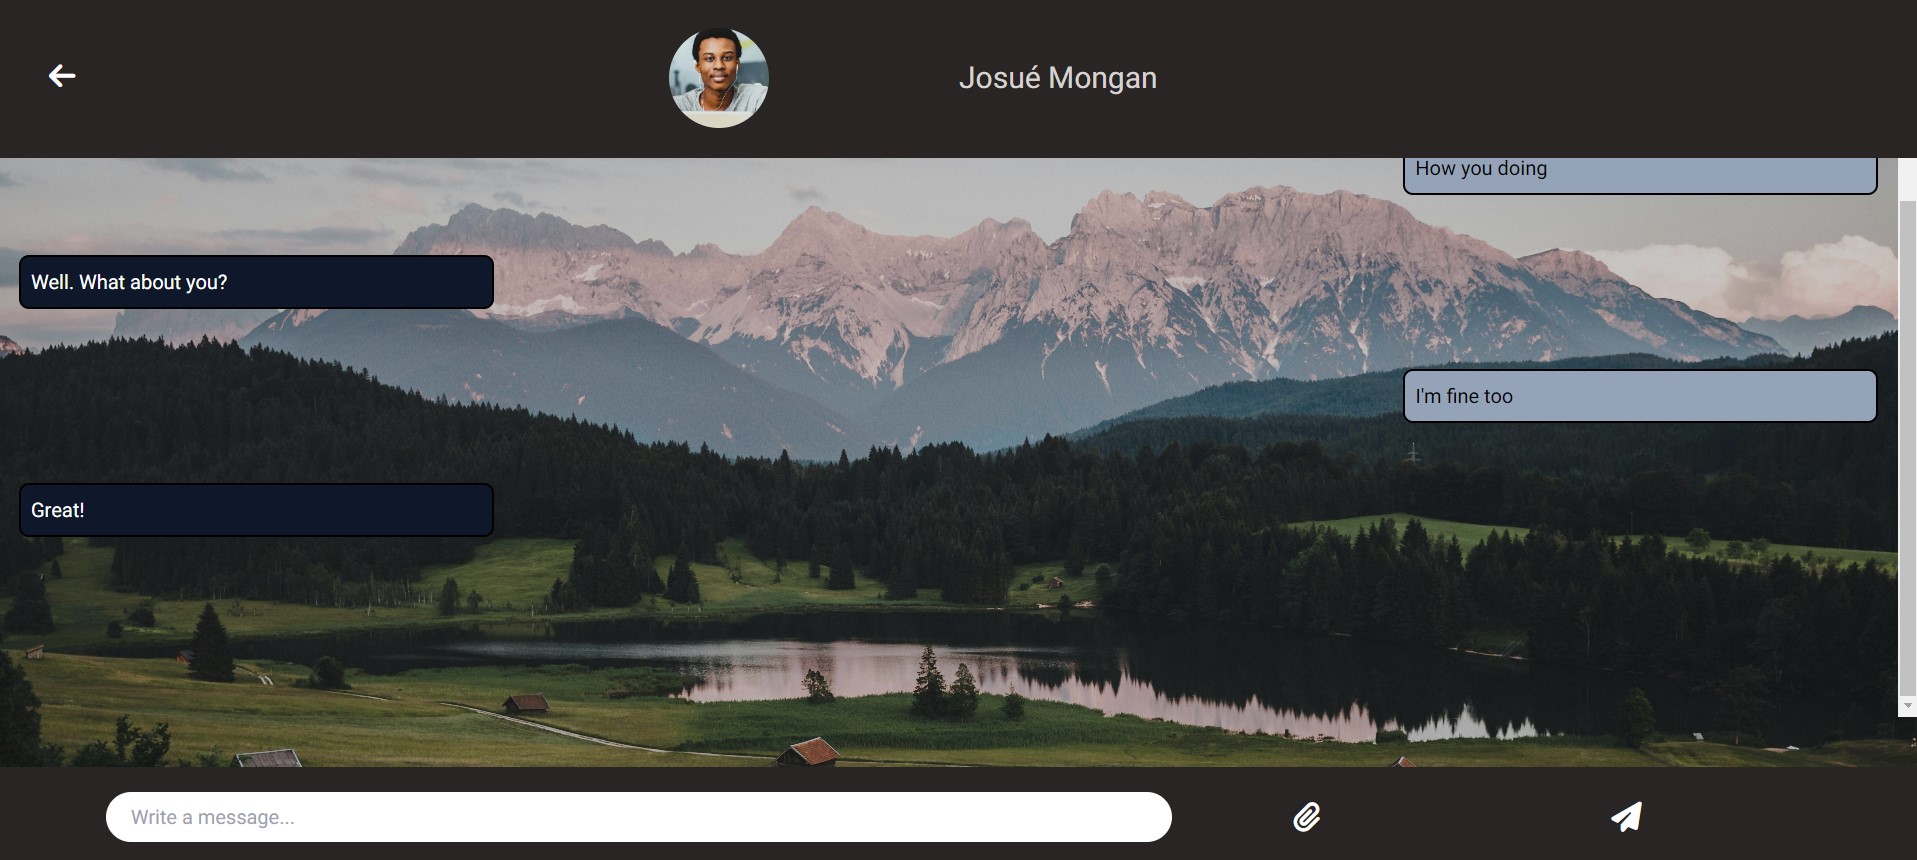 Josué Mongan
How you doing
Well. What about you?
I'm fine too
Great!
Write a message...